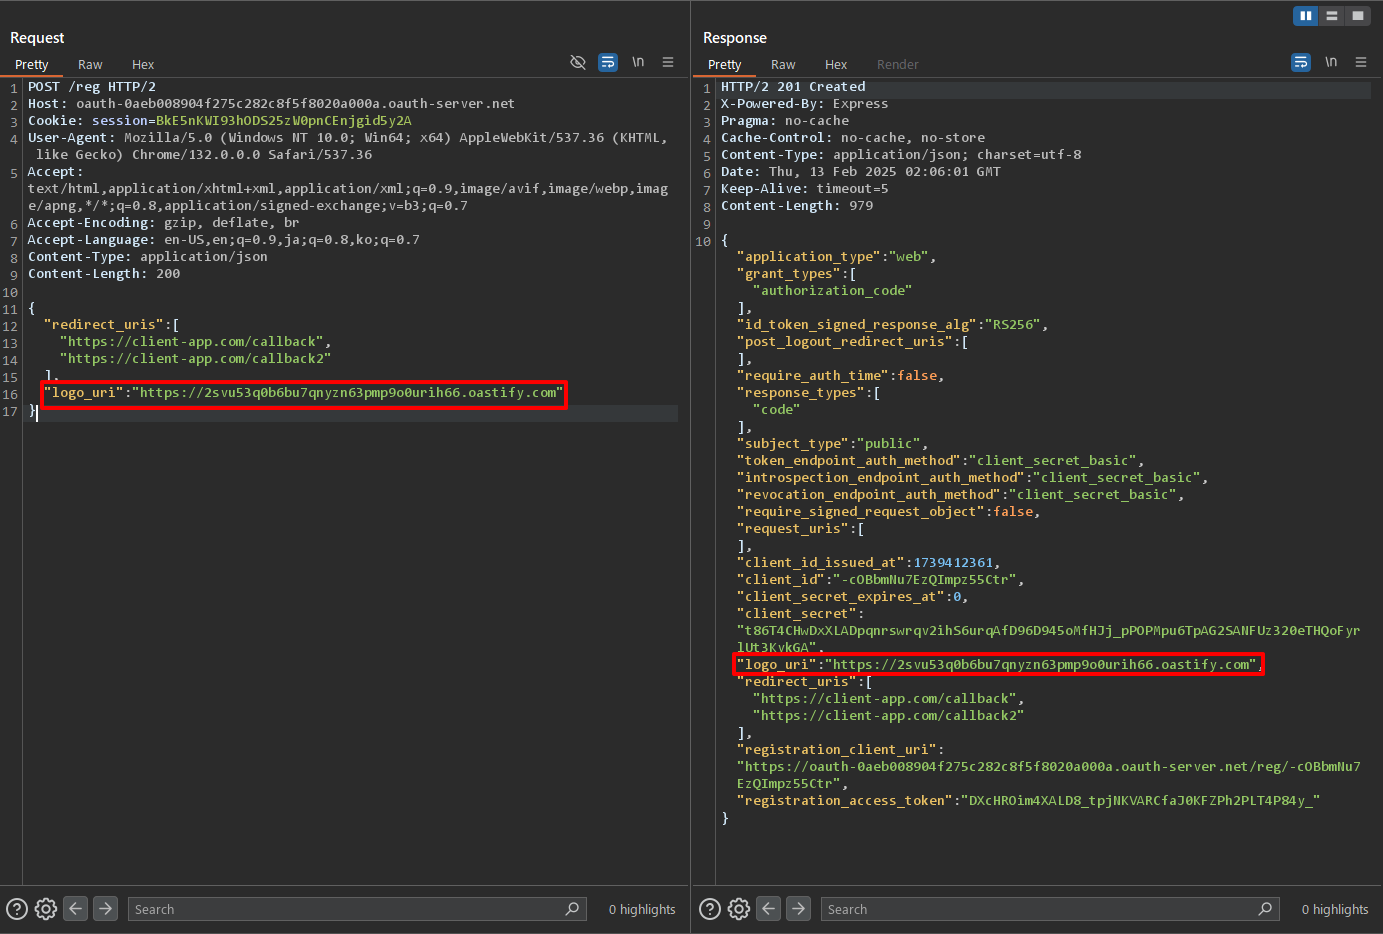 Request
Pretty Raw Hex
\n
1 POST /reg HTTP/2
2 Host: oauth-0aeb008904f275c282c8f5f8020a000a.oauth-server.net
3 Cookie: session=BkE5nKWI93hODS25zW0pnCEnjgid5y2A
4 User-Agent: Mozilla/5.0 (Windows NT 10.0; Win64; x64) AppleWebKit/537.36 (KHTML,
like Gecko) Chrome/132.0.0.0 Safari/537.36
5 Accept:
text/html,application/xhtml+xml,application/xml;q=0.9,image/avif,image/webp,imag
e/apng,*/*;q=0.8,application/signed-exchange;v=b3;q=0.7
6 Accept-Encoding: gzip, deflate, br
7 Accept-Language: en-US,en;q=0.9,ja;q=0.8,ko;q=0.7
8 Content-Type: application/json
9 Content-Length: 200
10
11 {
12 "redirect_uris":[
13 "https://client-app.com/callback",
14 "https://client-app.com/callback2"
15 ],
16 "logo_uri":"https://2svu53q0b6bu7qnyzn63pmp9o0urih66.oastify.com"
17 }
Search
0 highlights
Response
Pretty Raw Hex Render
\n
1 HTTP/2 201 Created
2 X-Powered-By: Express
3 Pragma: no-cache
4 Cache-Control: no-cache, no-store
5 Content-Type: application/json; charset=utf-8
6 Date: Thu, 13 Feb 2025 02:06:01 GMT
7 Keep-Alive: timeout=5
8 Content-Length: 979
9
10 {
"application_type":"web",
"grant_types":[
"authorization_code"
],
"id_token_signed_response_alg":"RS256",
"post_logout_redirect_uris":[
],
"require_auth_time":false,
"response_types":[
"code"
],
"subject_type":"public",
"token_endpoint_auth_method":"client_secret_basic",
"introspection_endpoint_auth_method":"client_secret_basic",
"revocation_endpoint_auth_method":"client_secret_basic",
"require_signed_request_object":false,
"request_uris":[
],
"client_id_issued_at":1739412361,
"client_id":"-cOBbmNu7EzQImpz55Ctr",
"client_secret_expires_at":0,
"client_secret":
"t86T4CHwDxXLADpqnrswrqv2ihS6urqAfD96D945oMfHJj_pPOPMpu6TpAG2SANFUz320eTHQoFyr
lUt3KvkGA",
"logo_uri":"https://2svu53q0b6bu7qnyzn63pmp9o0urih66.oastify.com",
"redirect_uris":[
"https://client-app.com/callback",
"https://client-app.com/callback2"
],
"registration_client_uri":
"https://oauth-0aeb008904f275c282c8f5f8020a000a.oauth-server.net/reg/-cOBbmNu7
EzQImpz55Ctr",
"registration_access_token":"DXcHROim4XALD8_tpjNKVARCfaJ0KFZPh2PLT4P84y_"
}
Search
0 highlights